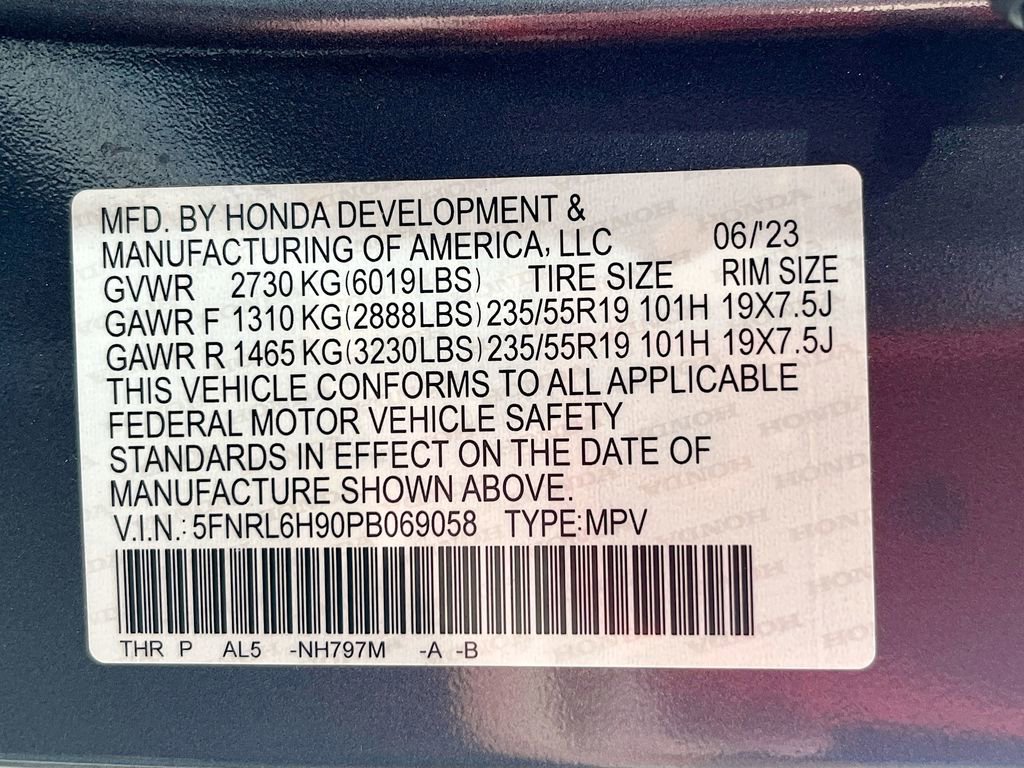 MFD. BY HONDA DEVELOPMENT &
MANUFACTURING OF AMERICA, LLC 06/'23
GVWR 2730 KG(6019LBS) TIRE SIZE RIM SIZE
GAWR F 1310 KG(2888LBS) 235/55R19 101H 19X7.5J
GAWR R 1465 KG(3230LBS) 235/55R19 101H 19X7.5J
THIS VEHICLE CONFORMS TO ALL APPLICABLE
FEDERAL MOTOR VEHICLE SAFETY
STANDARDS IN EFFECT ON THE DATE OF
MANUFACTURE SHOWN ABOVE.
V.I.N.: 5FNRL6H90PB069058 TYPE: MPV
THR P AL5 -NH797M -A -B